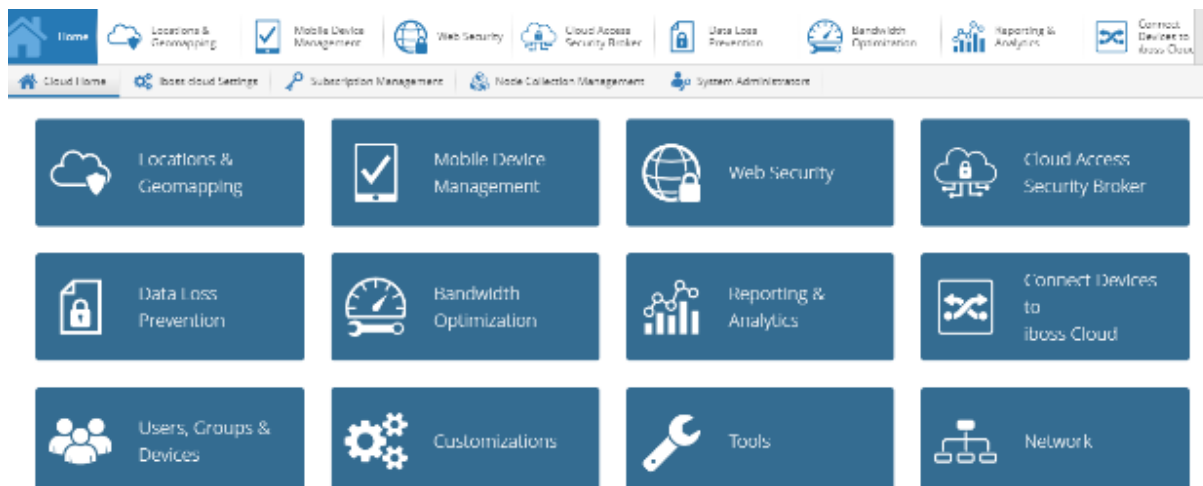 Home
Locations &
Geomapping
Mobile Device
Management
Web Security
Cloud Access
Security Broker
Data Loss
Prevention
Bandwidth
Optimization
Reporting &
Analytics
Connect
Devices to
iboss Clou
Cloud Home
iboss cloud Settings
Subscription Management
Node Collection Management
System Administrators
Locations &
Geomapping
Mobile Device
Management
Web Security
Cloud Access
Security Broker
Data Loss
Prevention
Bandwidth
Optimization
Reporting &
Analytics
Connect Devices
to
iboss Cloud
Users, Groups &
Devices
Customizations
Tools
Network